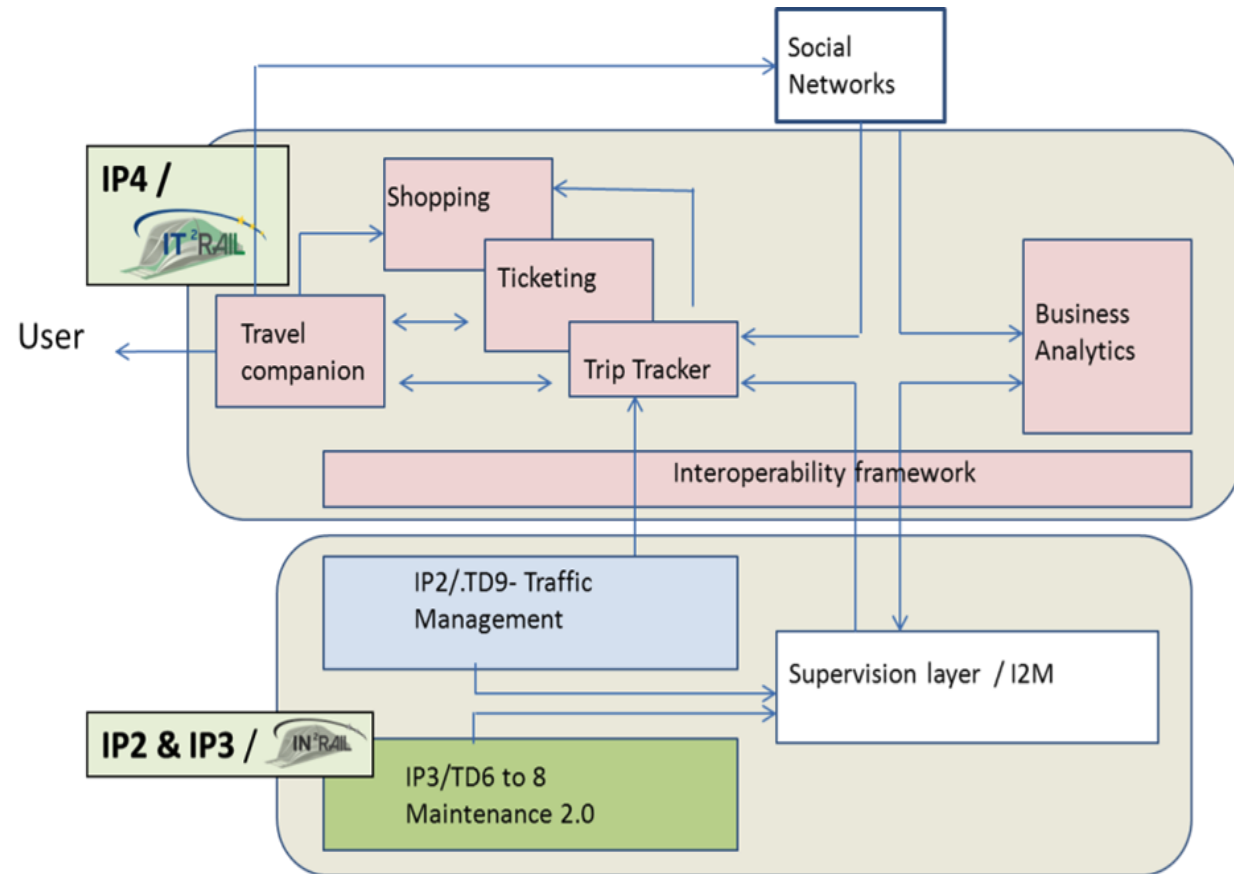 Social
Networks
IP4 /
IT²RAIL
Shopping
Ticketing
Trip Tracker
User
Travel
companion
Business
Analytics
Interoperability framework
IP2/.TD9- Traffic
Management
Supervision layer / I2M
IP2 & IP3 /
IN²RAIL
IP3/TD6 to 8
Maintenance 2.0